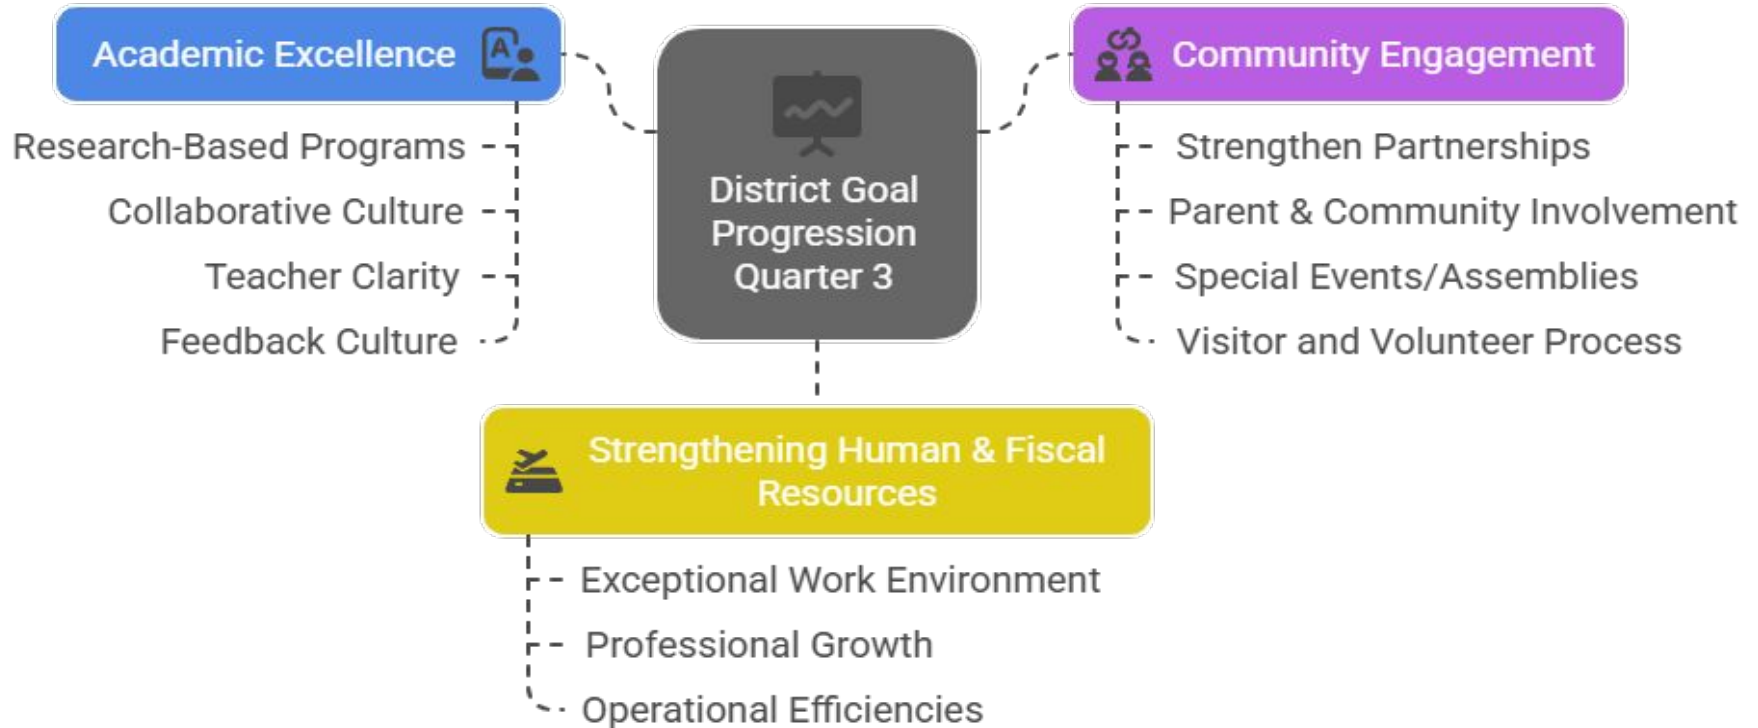 Academic Excellence
Research-Based Programs
Collaborative Culture
Teacher Clarity
Feedback Culture
District Goal
Progression
Quarter 3
Community Engagement
Strengthen Partnerships
Parent & Community Involvement
Special Events/Assemblies
Visitor and Volunteer Process
Strengthening Human & Fiscal
Resources
Exceptional Work Environment
Professional Growth
Operational Efficiencies